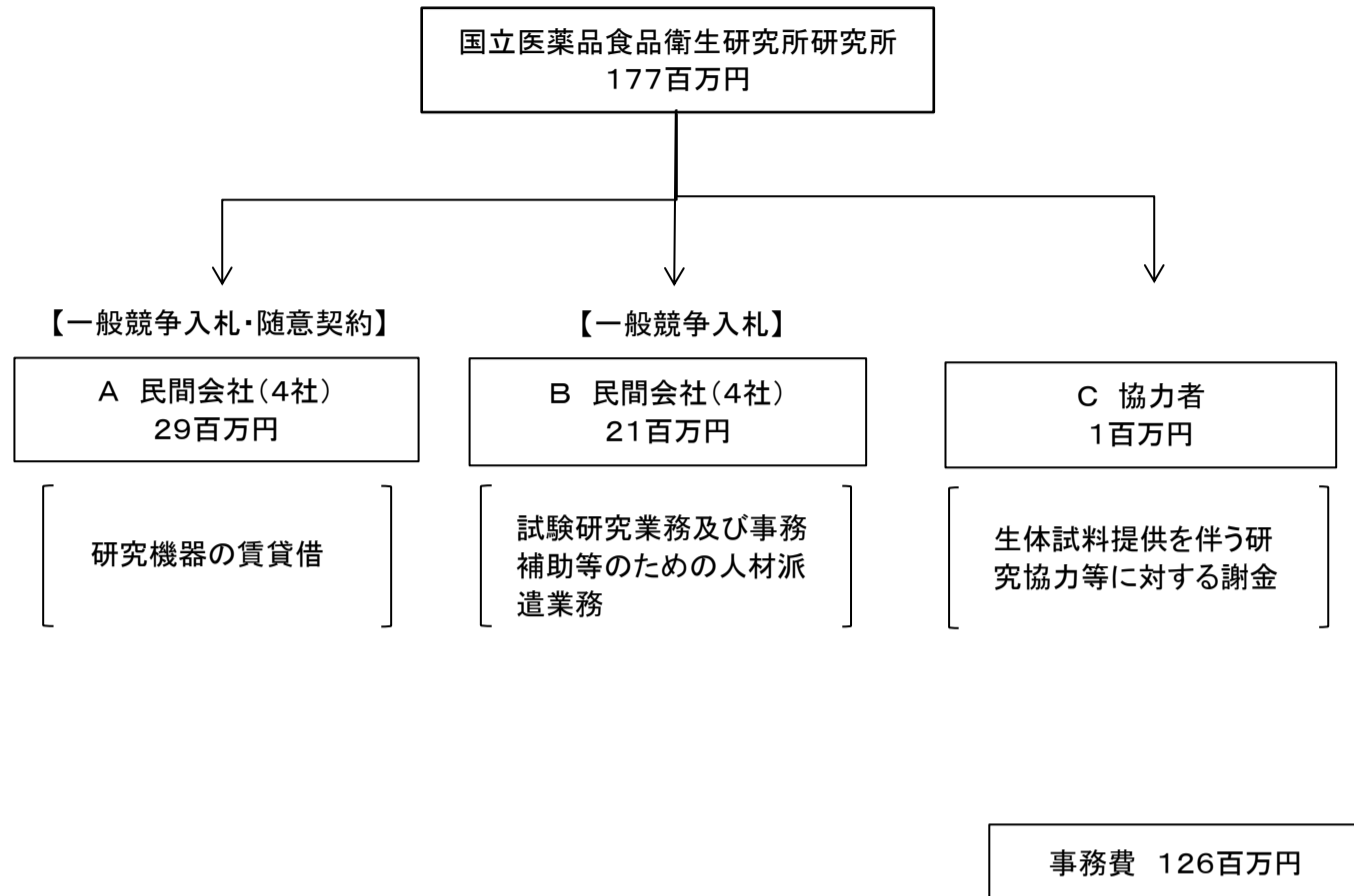 国立医薬品食品衛生研究所研究所
177百万円
【一般競争入札・随意契約】
A 民間会社（4社）
29百万円
研究機器の賃貸借
【一般競争入札】
B 民間会社（4社）
21百万円
試験研究業務及び事務
補助等のための人材派
遣業務
C 協力者
1百万円
生体試料提供を伴う研
究協力等に対する謝金
事務費 126百万円